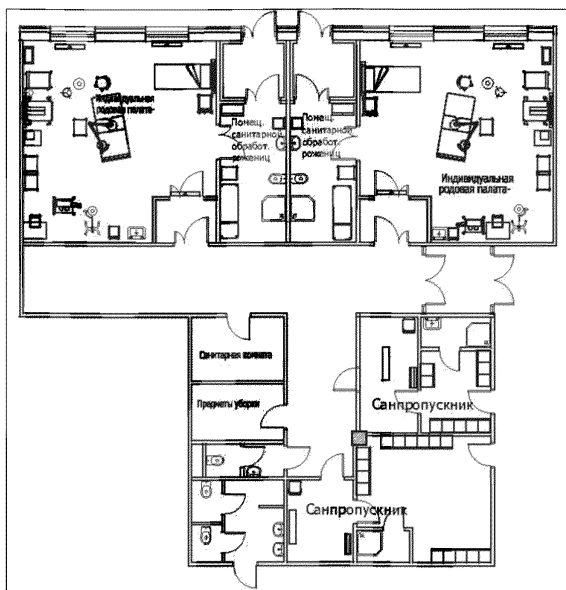 Индивидуальная
родовая палата-
Помещ.
санитарной
обработ.
рожениц
Помещ.
санитарной
обработ.
рожениц
Индивидуальная
родовая палата-
Санитарная комната
Предметы уборки
Санпропускник
Санпропускник